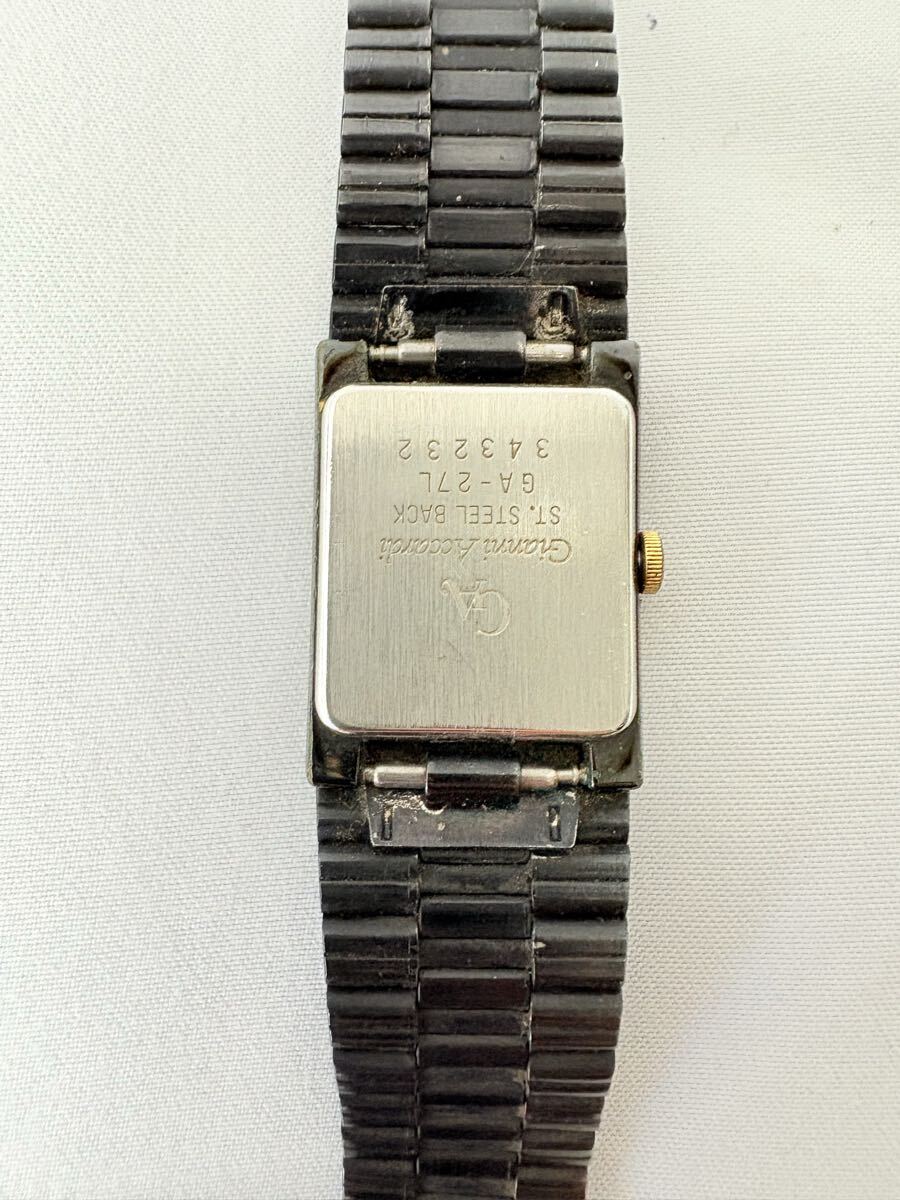 GA
Gianni Accardi
ST. STEEL BACK
GA-27L
343232